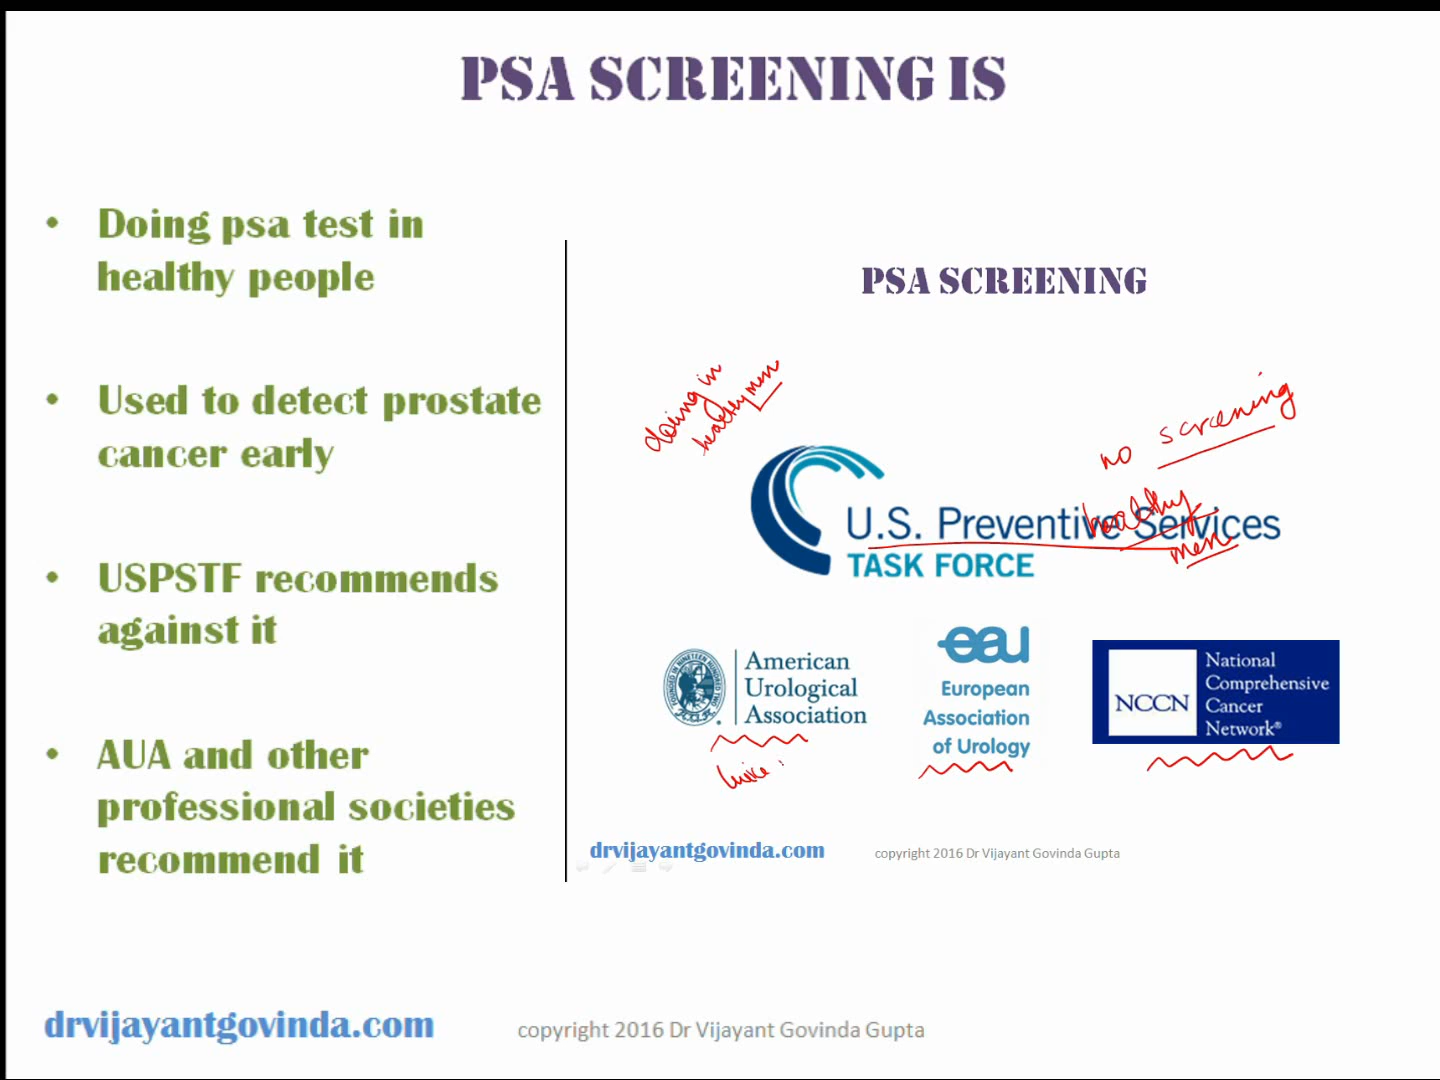 PSA SCREENING IS
• Doing psa test in
healthy people
• Used to detect prostate
cancer early
• USPSTF recommends
against it
• AUA and other
professional societies
recommend it
PSA SCREENING
doing in
healthy men
no screening
healthy
men
U.S. Preventive Services
TASK FORCE
American
Urological
Association
eau
European
Association
of Urology
NCCN
National
Comprehensive
Cancer
Network®
drvijayantgovinda.com
copyright 2016 Dr Vijayant Govinda Gupta
drvijayantgovinda.com
copyright 2016 Dr Vijayant Govinda Gupta